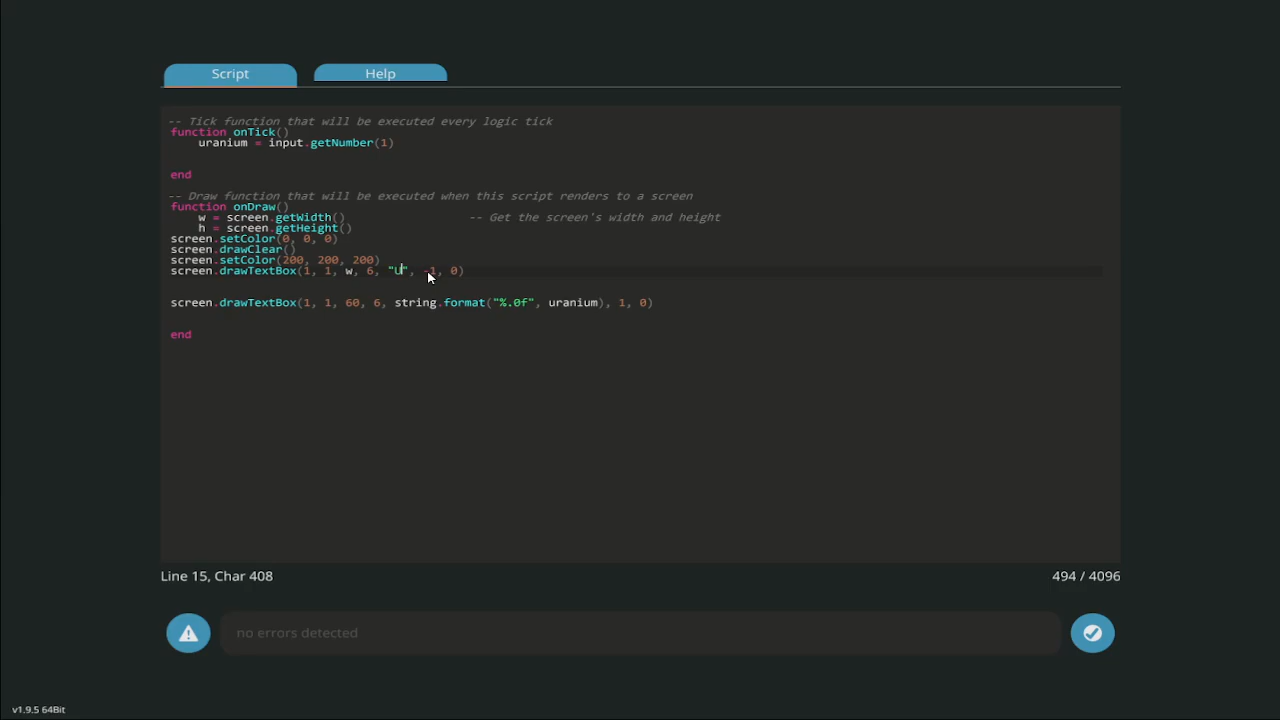 Script
Help
-- Tick function that will be executed every logic tick
function onTick()
    uranium = input.getNumber(1)
end
-- Draw function that will be executed when this script renders to a screen
function onDraw()
    w = screen.getWidth()                  -- Get the screen's width and height
    h = screen.getHeight()
screen.setColor(0, 0, 0)
screen.drawClear()
screen.setColor(200, 200, 200)
screen.drawTextBox(1, 1, w, 6, "U", -1, 0)
screen.drawTextBox(1, 1, 60, 6, string.format("%.0f", uranium), 1, 0)
end
Line 15, Char 408
494 / 4096
no errors detected
v1.9.5 64Bit